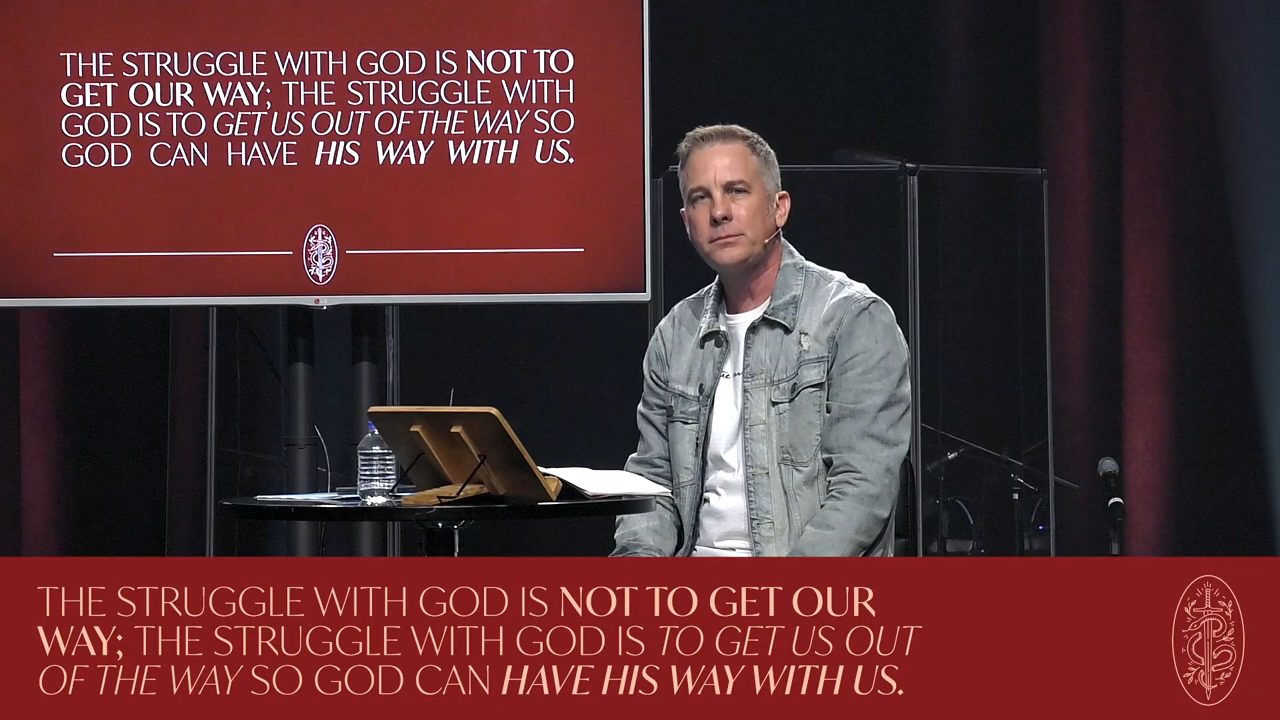 THE STRUGGLE WITH GOD IS NOT TO
GET OUR WAY; THE STRUGGLE WITH
GOD IS TO GET US OUT OF THE WAY SO
GOD CAN HAVE HIS WAY WITH US.
LG
THE STRUGGLE WITH GOD IS NOT TO GET OUR
WAY; THE STRUGGLE WITH GOD IS TO GET US OUT
OF THE WAY SO GOD CAN HAVE HIS WAY WITH US.